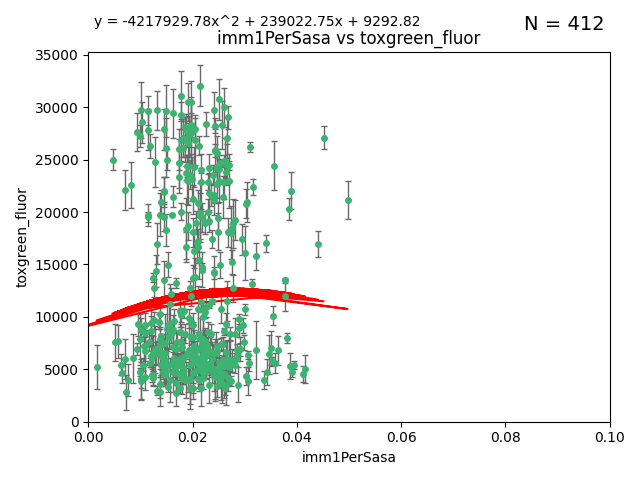 y = -4217929.78x^2 + 239022.75x + 9292.82
N = 412
imm1PerSasa vs toxgreen_fluor
35000
30000
25000
20000
15000
10000
5000
0
toxgreen_fluor
0.00 0.02 0.04 0.06 0.08 0.10
imm1PerSasa